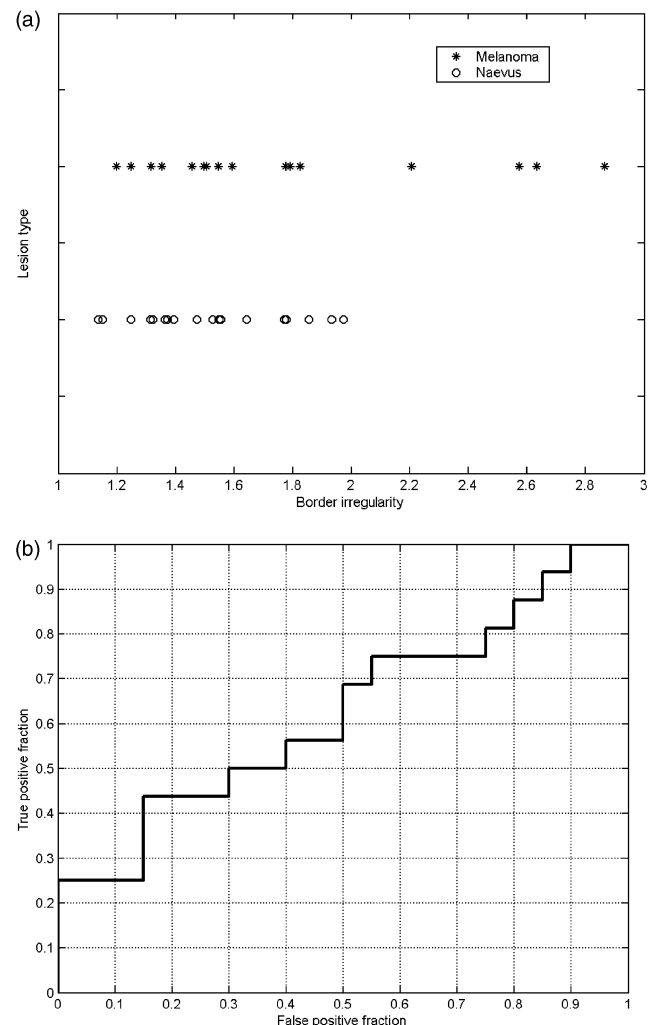 (a)
Melanoma
Naevus
Lesion type
1 1.2 1.4 1.6 1.8 2 2.2 2.4 2.6 2.8 3
Border irregularity
(b)
1
0.9
0.8
0.7
0.6
0.5
0.4
0.3
0.2
0.1
0
True positive fraction
0 0.1 0.2 0.3 0.4 0.5 0.6 0.7 0.8 0.9 1
False positive fraction